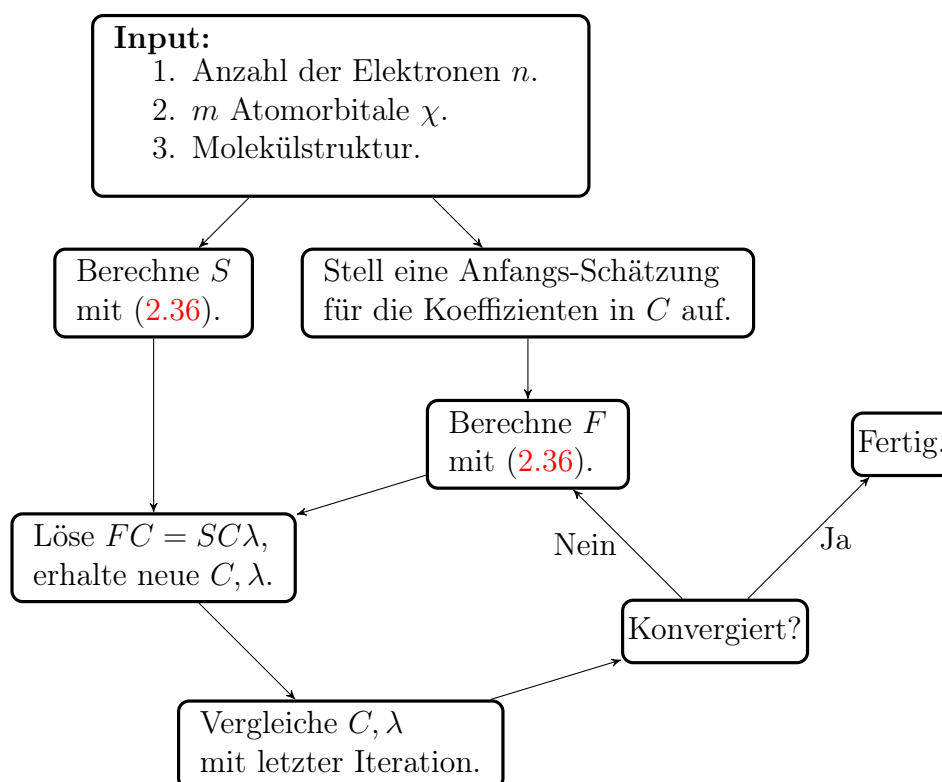 Input:
1. Anzahl der Elektronen n.
2. m Atomorbitale χ.
3. Molekülstruktur.
Berechne S
mit (2.36).
Stell eine Anfangs-Schätzung
für die Koeffizienten in C auf.
Berechne F
mit (2.36).
Fertig.
Löse FC = SCλ,
erhalte neue C, λ.
Nein
Ja
Konvergiert?
Vergleiche C, λ
mit letzter Iteration.